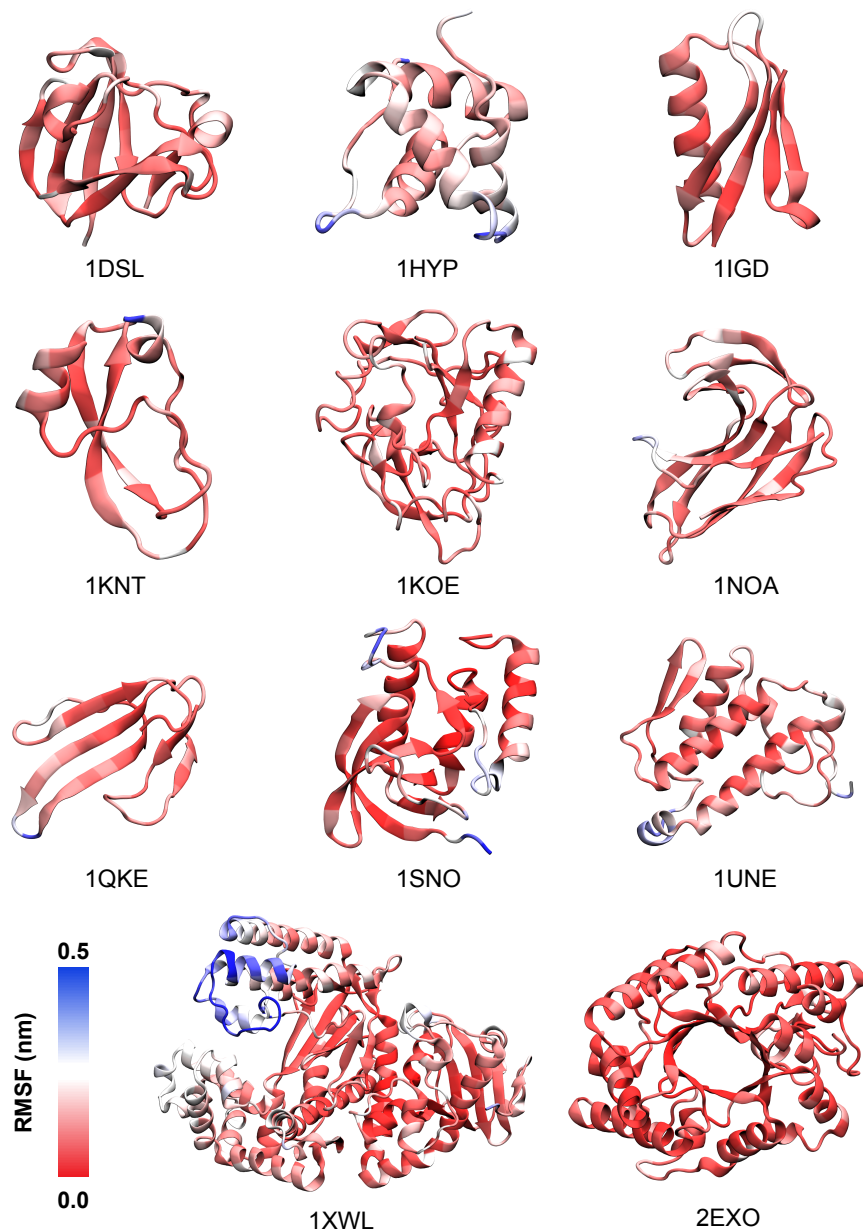 1DSL
1HYP
1IGD
1KNT
1KOE
1NOA
1QKE
1SNO
1UNE
0.5
RMSF (nm)
0.0
1XWL
2EXO